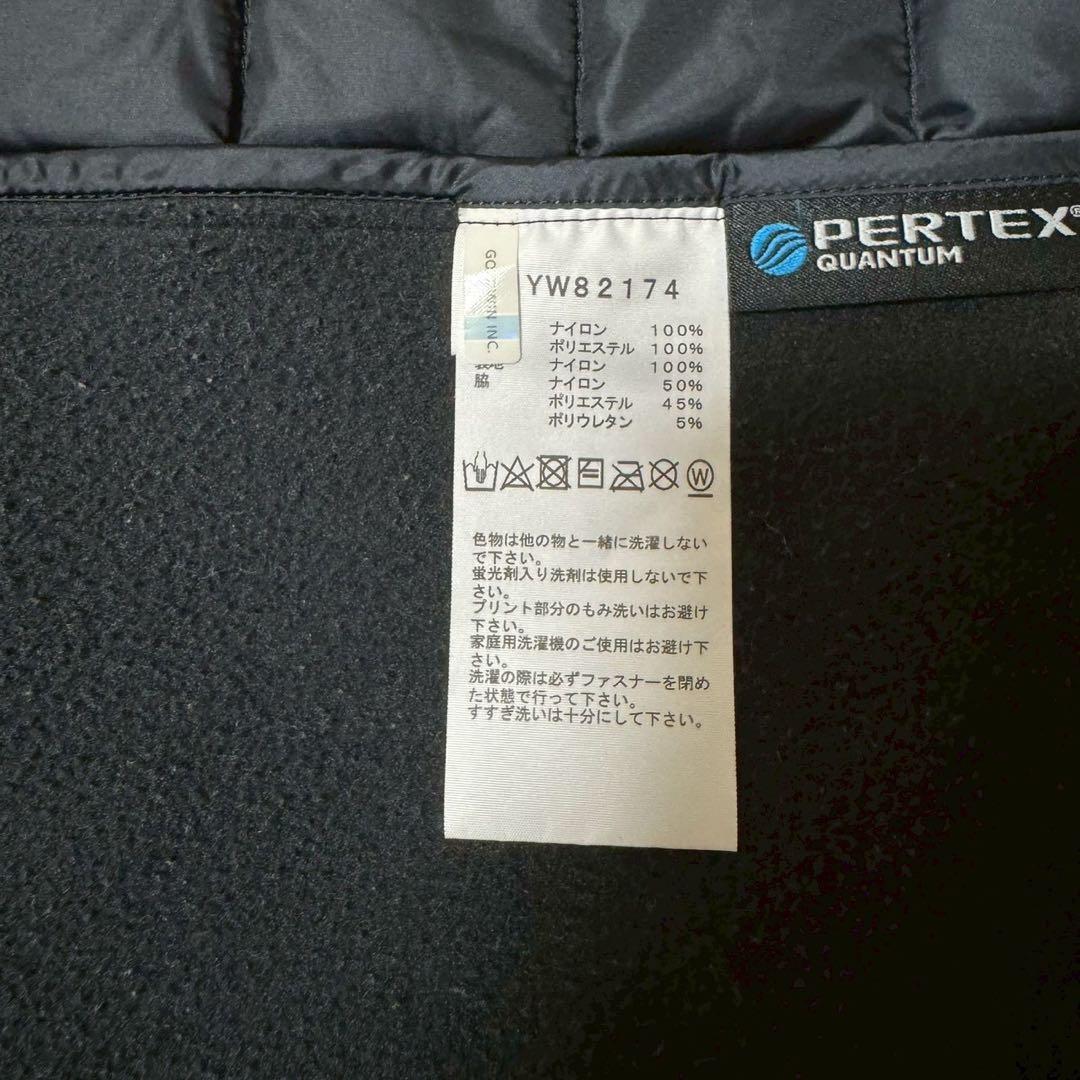 PERTEX®
QUANTUM
YW82174
ナイロン 100%
ポリエステル 100%
表地 ナイロン 100%
脇 ナイロン 50%
ポリエステル 45%
ポリウレタン 5%
INC.
W
色物は他の物と一緒に洗濯しない
で下さい。
蛍光剤入り洗剤は使用しないで下
さい。
プリント部分のもみ洗いはお避け
下さい。
家庭用洗濯機のご使用はお避け下
さい。
洗濯の際は必ずファスナーを閉め
た状態で行って下さい。
すすぎ洗いは十分にして下さい。